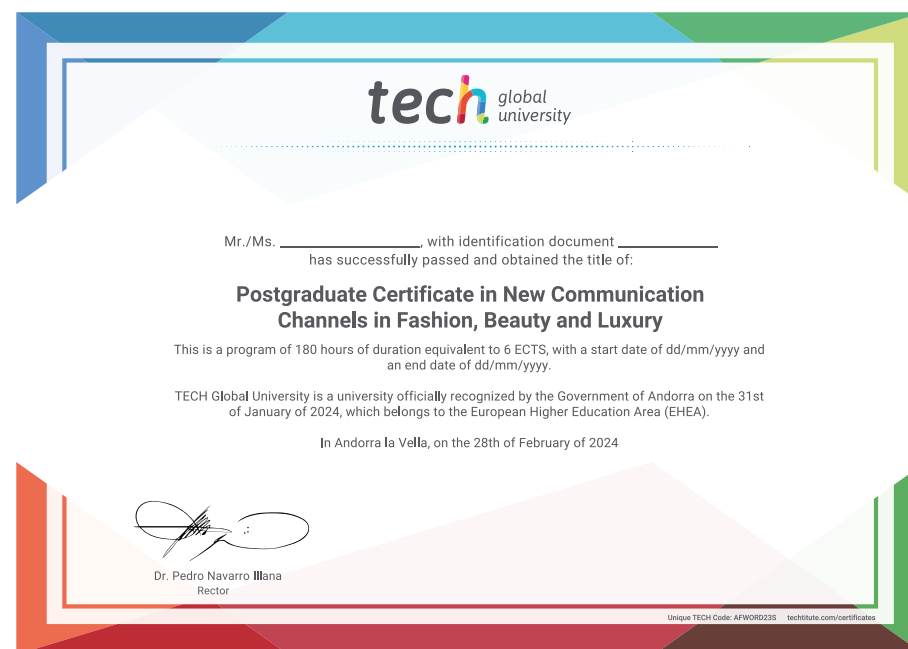 tech global
university
Mr./Ms. ____________, with identification document ____________
has successfully passed and obtained the title of:
Postgraduate Certificate in New Communication
Channels in Fashion, Beauty and Luxury
This is a program of 180 hours of duration equivalent to 6 ECTS, with a start date of dd/mm/yyyy and
an end date of dd/mm/yyyy.
TECH Global University is a university officially recognized by the Government of Andorra on the 31st
of January of 2024, which belongs to the European Higher Education Area (EHEA).
In Andorra la Vella, on the 28th of February of 2024
Dr. Pedro Navarro Illana
Rector
Unique TECH Code: AFWORD23S techtitute.com/certificates